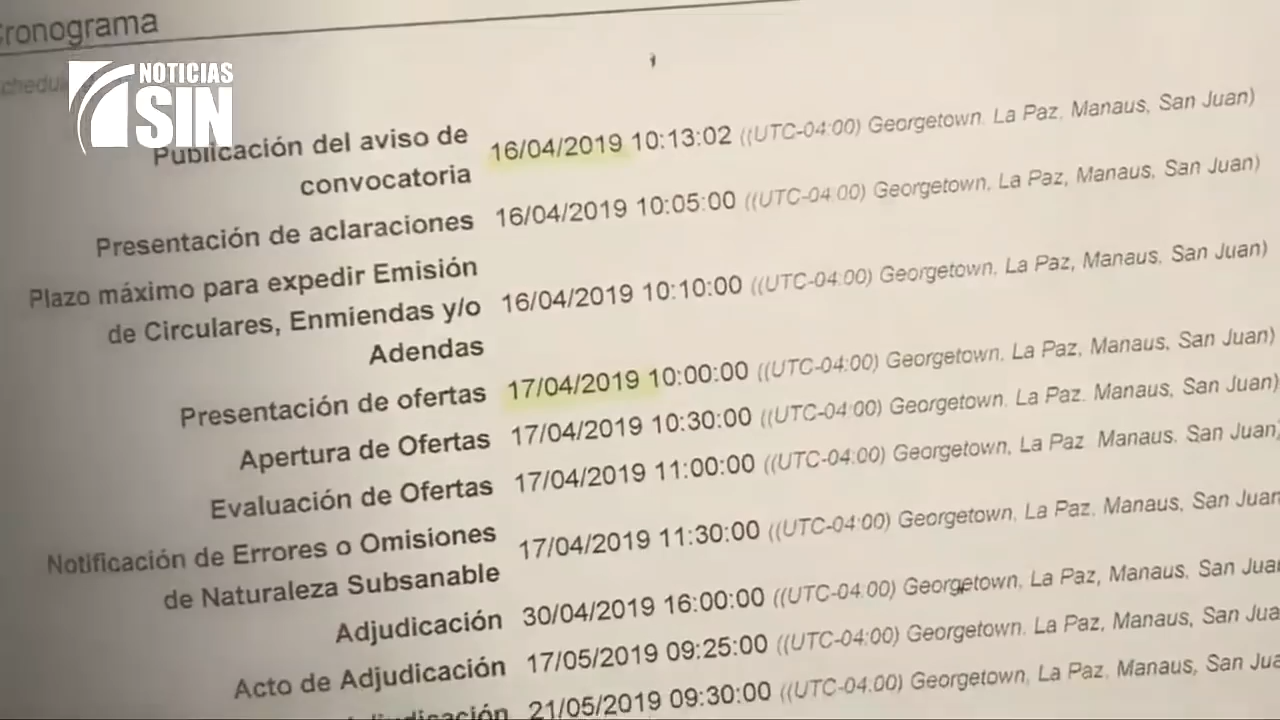 Cronograma
NOTICIAS
SIN
Publicación del aviso de
convocatoria
16/04/2019 10:13:02 ((UTC-04:00) Georgetown, La Paz, Manaus, San Juan)
Presentación de aclaraciones 16/04/2019 10:05:00 ((UTC-04:00) Georgetown, La Paz, Manaus, San Juan)
Plazo máximo para expedir Emisión
de Circulares, Enmiendas y/o
Adendas
16/04/2019 10:10:00 ((UTC-04:00) Georgetown, La Paz, Manaus, San Juan)
Presentación de ofertas 17/04/2019 10:00:00 ((UTC-04:00) Georgetown, La Paz, Manaus, San Juan)
Apertura de Ofertas 17/04/2019 10:30:00 ((UTC-04:00) Georgetown, La Paz, Manaus, San Juan)
Evaluación de Ofertas 17/04/2019 11:00:00 ((UTC-04:00) Georgetown, La Paz, Manaus, San Juan)
Notificación de Errores o Omisiones
de Naturaleza Subsanable
17/04/2019 11:30:00 ((UTC-04:00) Georgetown, La Paz, Manaus, San Juan
Adjudicación 30/04/2019 16:00:00 ((UTC-04:00) Georgetown, La Paz, Manaus, San Jua
Acto de Adjudicación 17/05/2019 09:25:00 ((UTC-04:00) Georgetown, La Paz, Manaus, San Jua
21/05/2019 09:30:00 ((UTC-04:00) Georgetown, La Paz, Manaus, San Jua